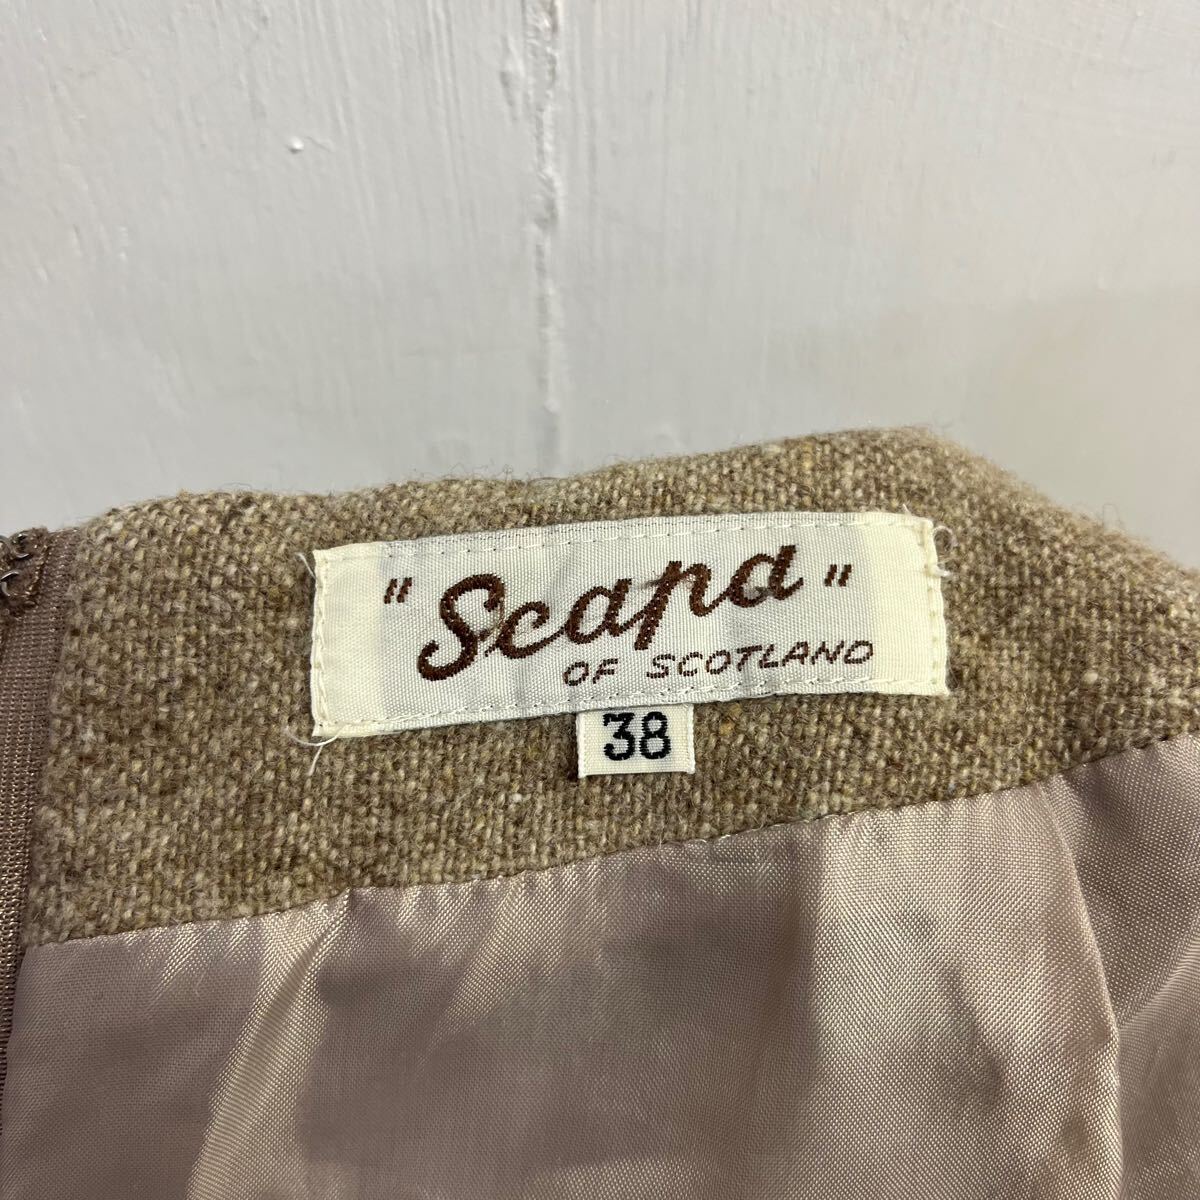 "Scapa"
OF SCOTLAND
38